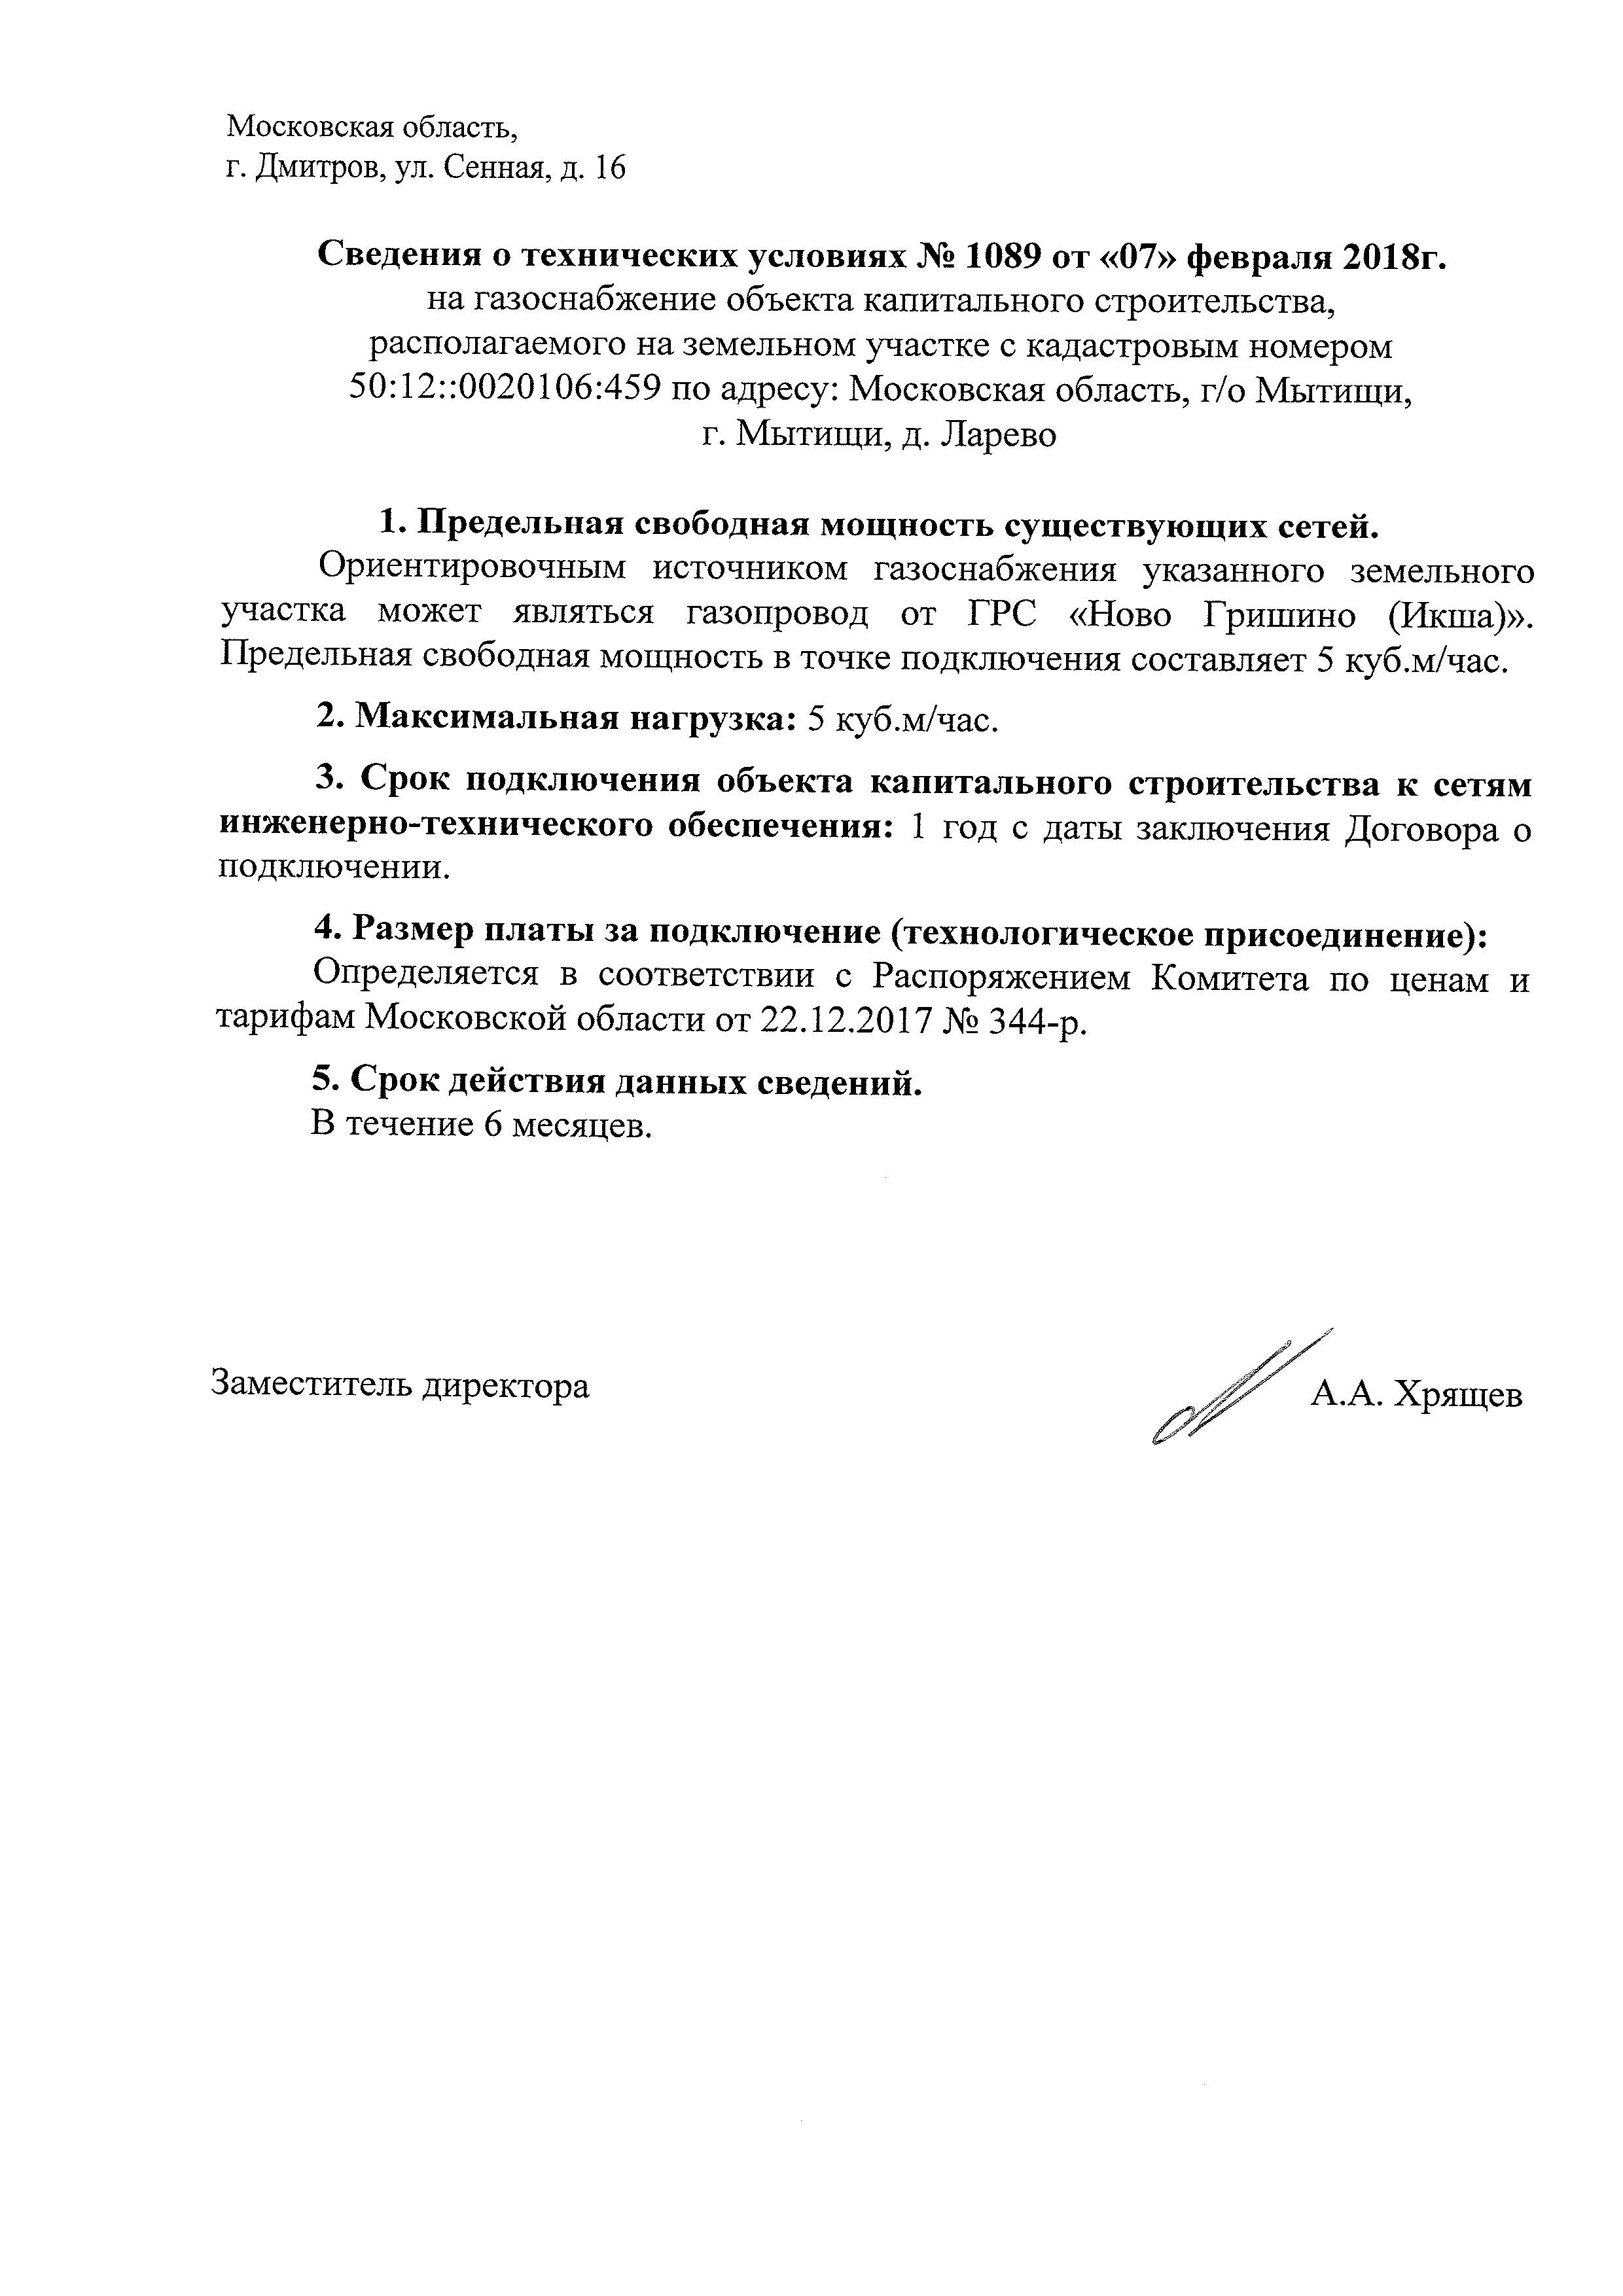 Московская область,
г. Дмитров, ул. Сенная, д. 16
Сведения о технических условиях № 1089 от «07» февраля 2018г.
на газоснабжение объекта капитального строительства,
располагаемого на земельном участке с кадастровым номером
50:12::0020106:459 по адресу: Московская область, г/о Мытищи,
г. Мытищи, д. Ларево
1. Предельная свободная мощность существующих сетей.
Ориентировочным источником газоснабжения указанного земельного
участка может являться газопровод от ГРС «Ново Гришино (Икша)».
Предельная свободная мощность в точке подключения составляет 5 куб.м/час.
2. Максимальная нагрузка: 5 куб.м/час.
3. Срок подключения объекта капитального строительства к сетям
инженерно-технического обеспечения: 1 год с даты заключения Договора о
подключении.
4. Размер платы за подключение (технологическое присоединение):
Определяется в соответствии с Распоряжением Комитета по ценам и
тарифам Московской области от 22.12.2017 № 344-р.
5. Срок действия данных сведений.
В течение 6 месяцев.
Заместитель директора А.А. Хрящев